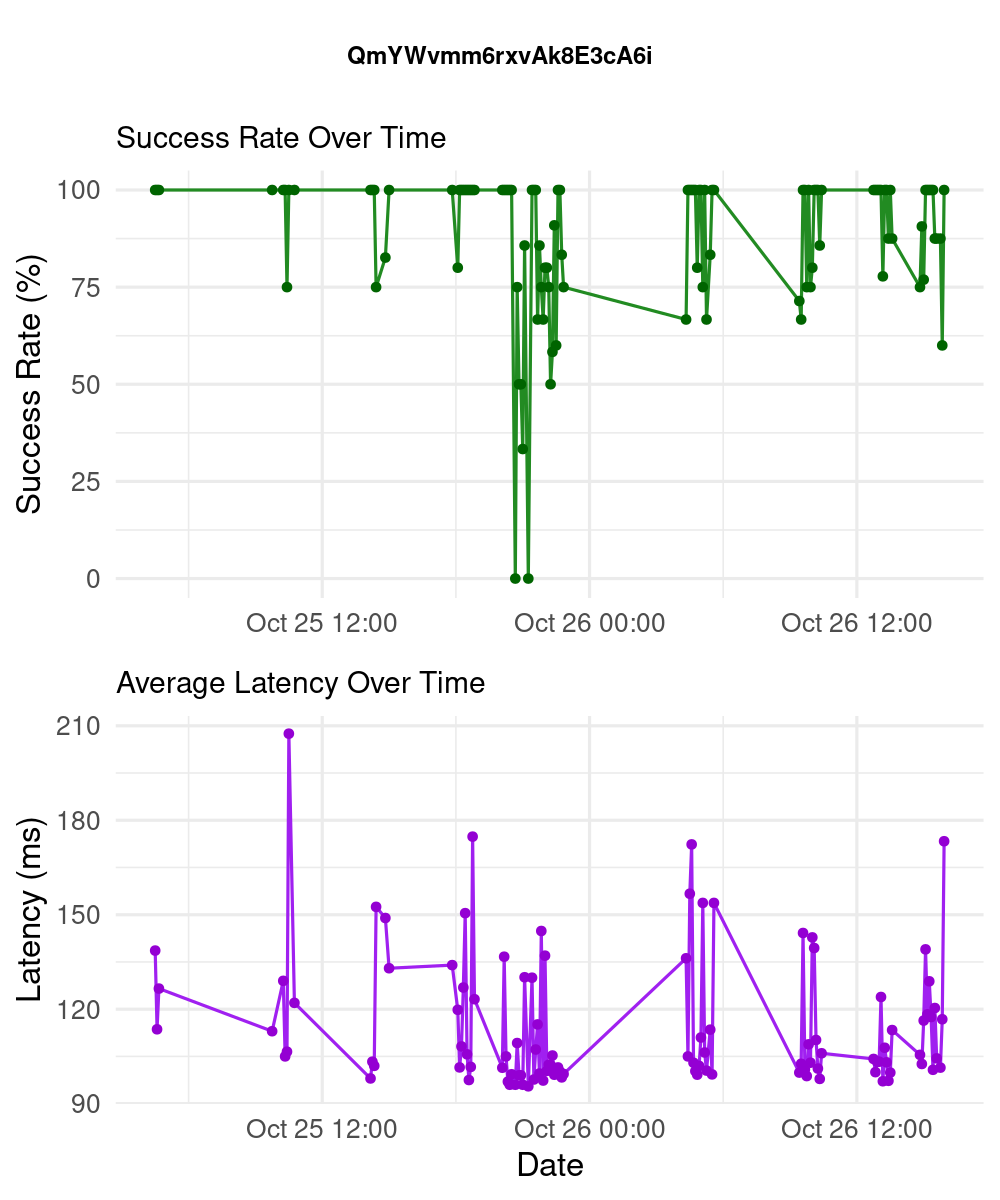 QmYWvmm6rxvAk8E3cA6i
Success Rate Over Time
Success Rate (%)
100
75
50
25
0
Oct 25 12:00 Oct 26 00:00 Oct 26 12:00
Average Latency Over Time
Latency (ms)
210
180
150
120
90
Oct 25 12:00 Oct 26 00:00 Oct 26 12:00
Date